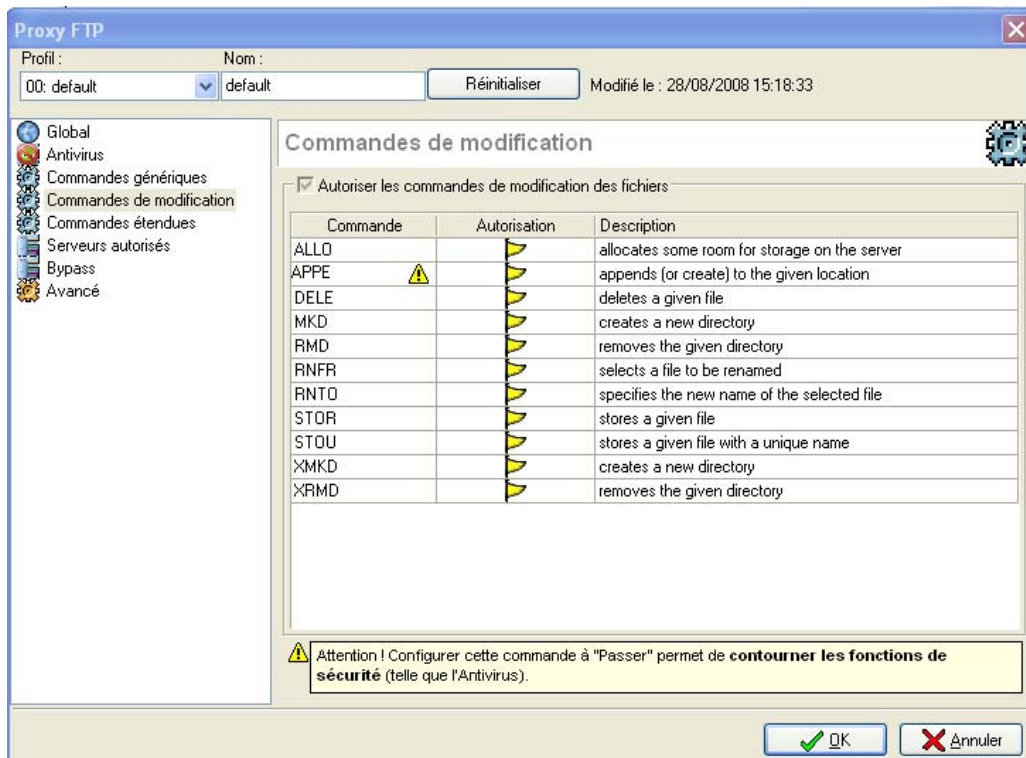 Proxy FTP
Profil :
Nom :
00: default
default
Réinitialiser
Modifié le : 28/08/2008 15:18:33
Global
Antivirus
Commandes génériques
Commandes de modification
Commandes étendues
Serveurs autorisés
Bypass
Avancé
Commandes de modification
Autoriser les commandes de modification des fichiers
Commande Autorisation Description
ALLO allocates some room for storage on the server
APPE appends (or create) to the given location
DELE deletes a given file
MKD creates a new directory
RMD removes the given directory
RNFR selects a file to be renamed
RNTO specifies the new name of the selected file
STOR stores a given file
STOU stores a given file with a unique name
XMKD creates a new directory
XRMD removes the given directory
Attention ! Configurer cette commande à "Passer" permet de contourner les fonctions de
sécurité (telle que l'Antivirus).
OK
Annuler